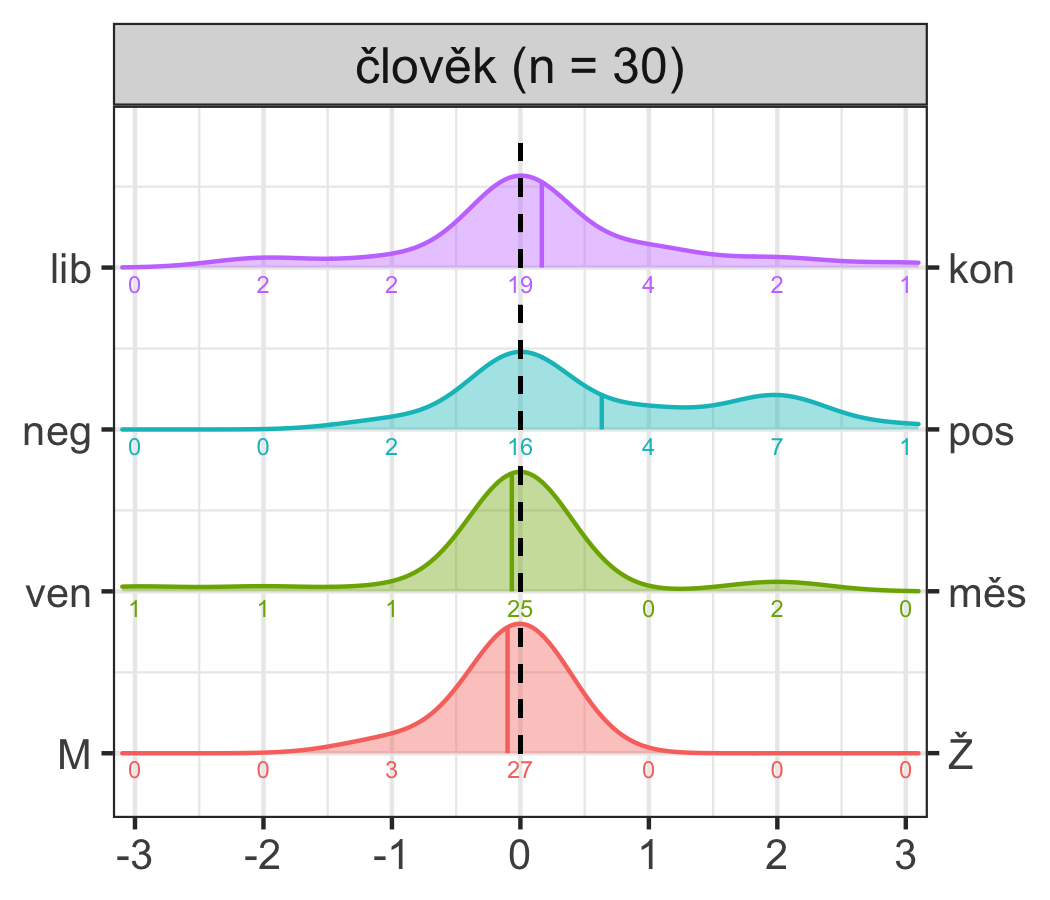 člověk (n = 30)
lib kon
0 2 2 19 4 2 1
neg pos
0 0 2 16 4 7 1
ven měs
1 1 1 25 0 2 0
M Ž
0 0 3 27 0 0 0
-3 -2 -1 0 1 2 3